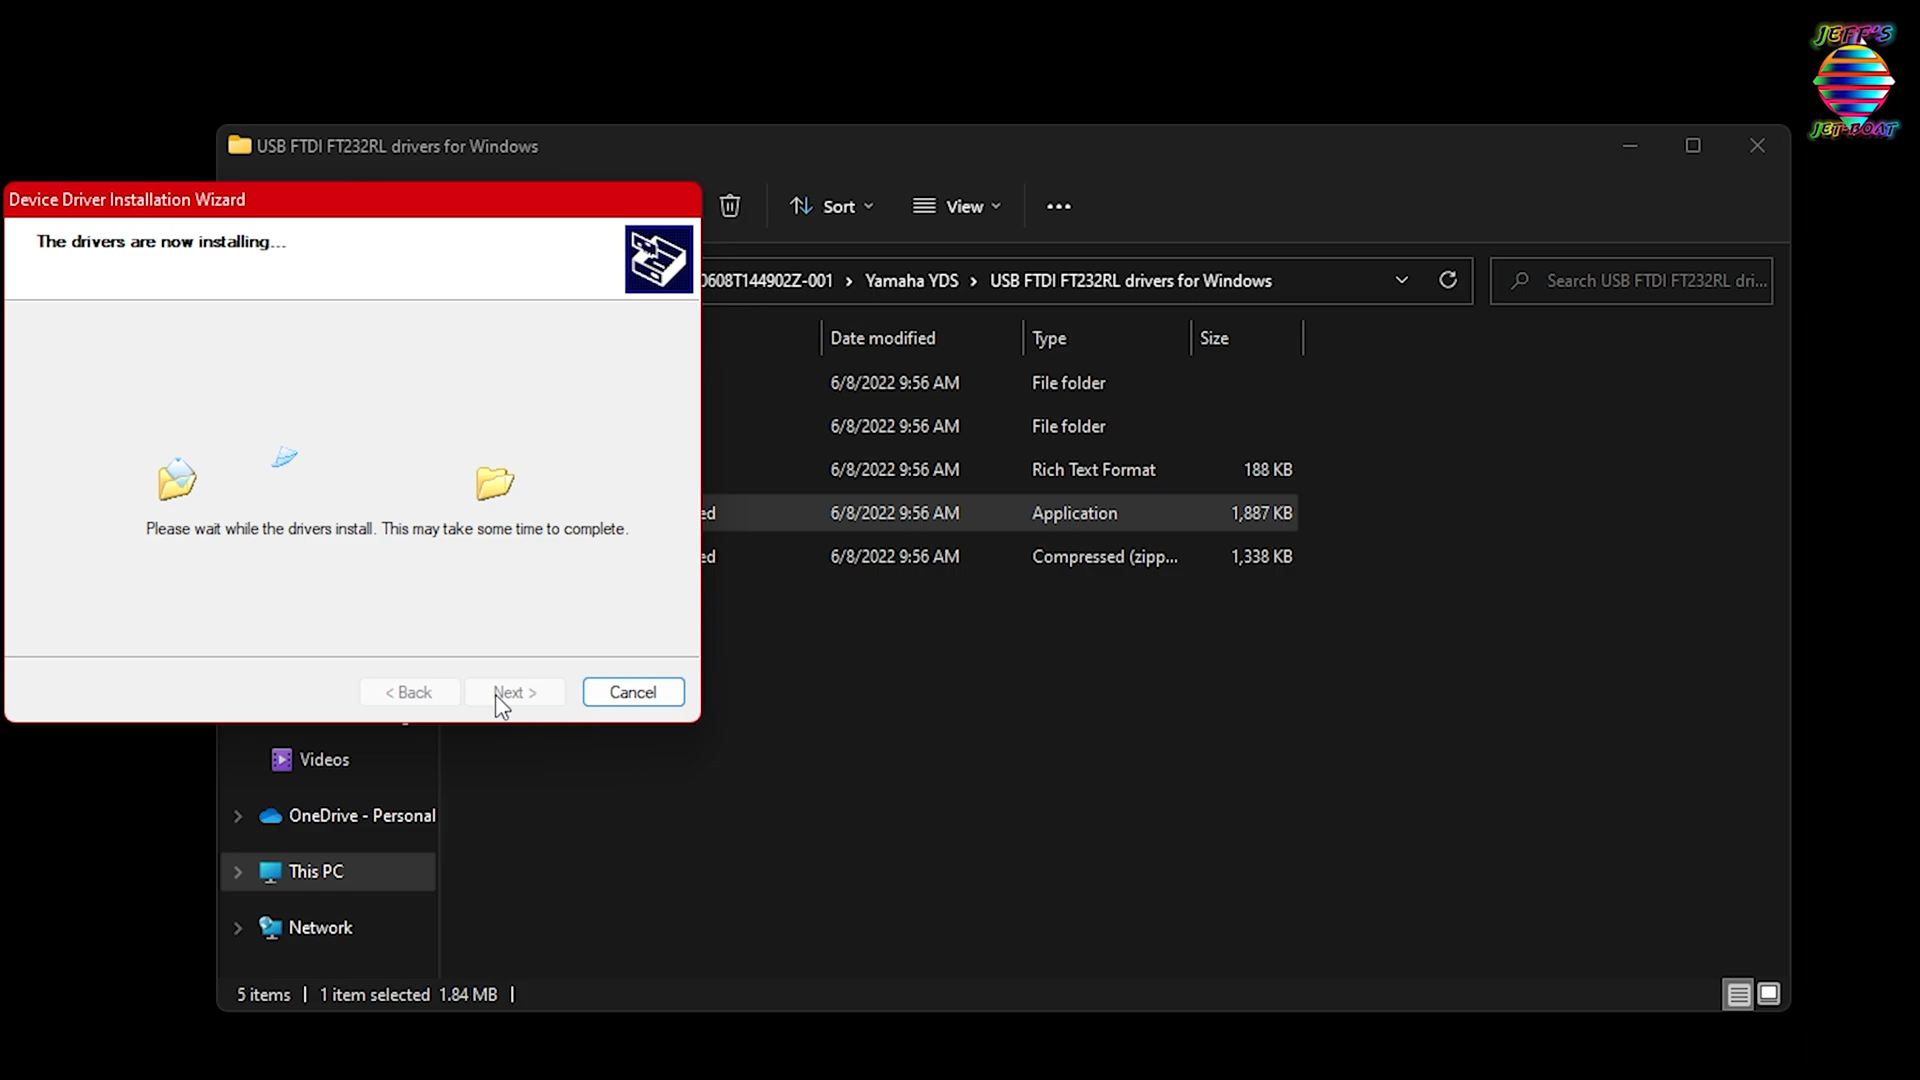 JEFF'S
JET-BOAT
USB FTDI FT232RL drivers for Windows
Device Driver Installation Wizard
The drivers are now installing...
Please wait while the drivers install. This may take some time to complete.
< Back
Next >
Cancel
Sort
View
0608T144902Z-001 › Yamaha YDS › USB FTDI FT232RL drivers for Windows
Search USB FTDI FT232RL dri...
Date modified Type Size
6/8/2022 9:56 AM File folder
6/8/2022 9:56 AM File folder
6/8/2022 9:56 AM Rich Text Format 188 KB
ed 6/8/2022 9:56 AM Application 1,887 KB
ed 6/8/2022 9:56 AM Compressed (zipp... 1,338 KB
Videos
OneDrive - Personal
This PC
Network
5 items | 1 item selected 1.84 MB |